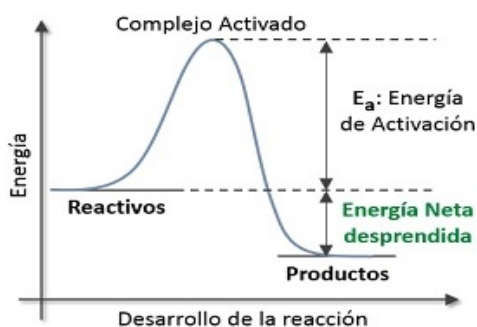 Complejo Activado
Eₐ: Energía
de Activación
Energía
Reactivos
Energía Neta
desprendida
Productos
Desarrollo de la reacción